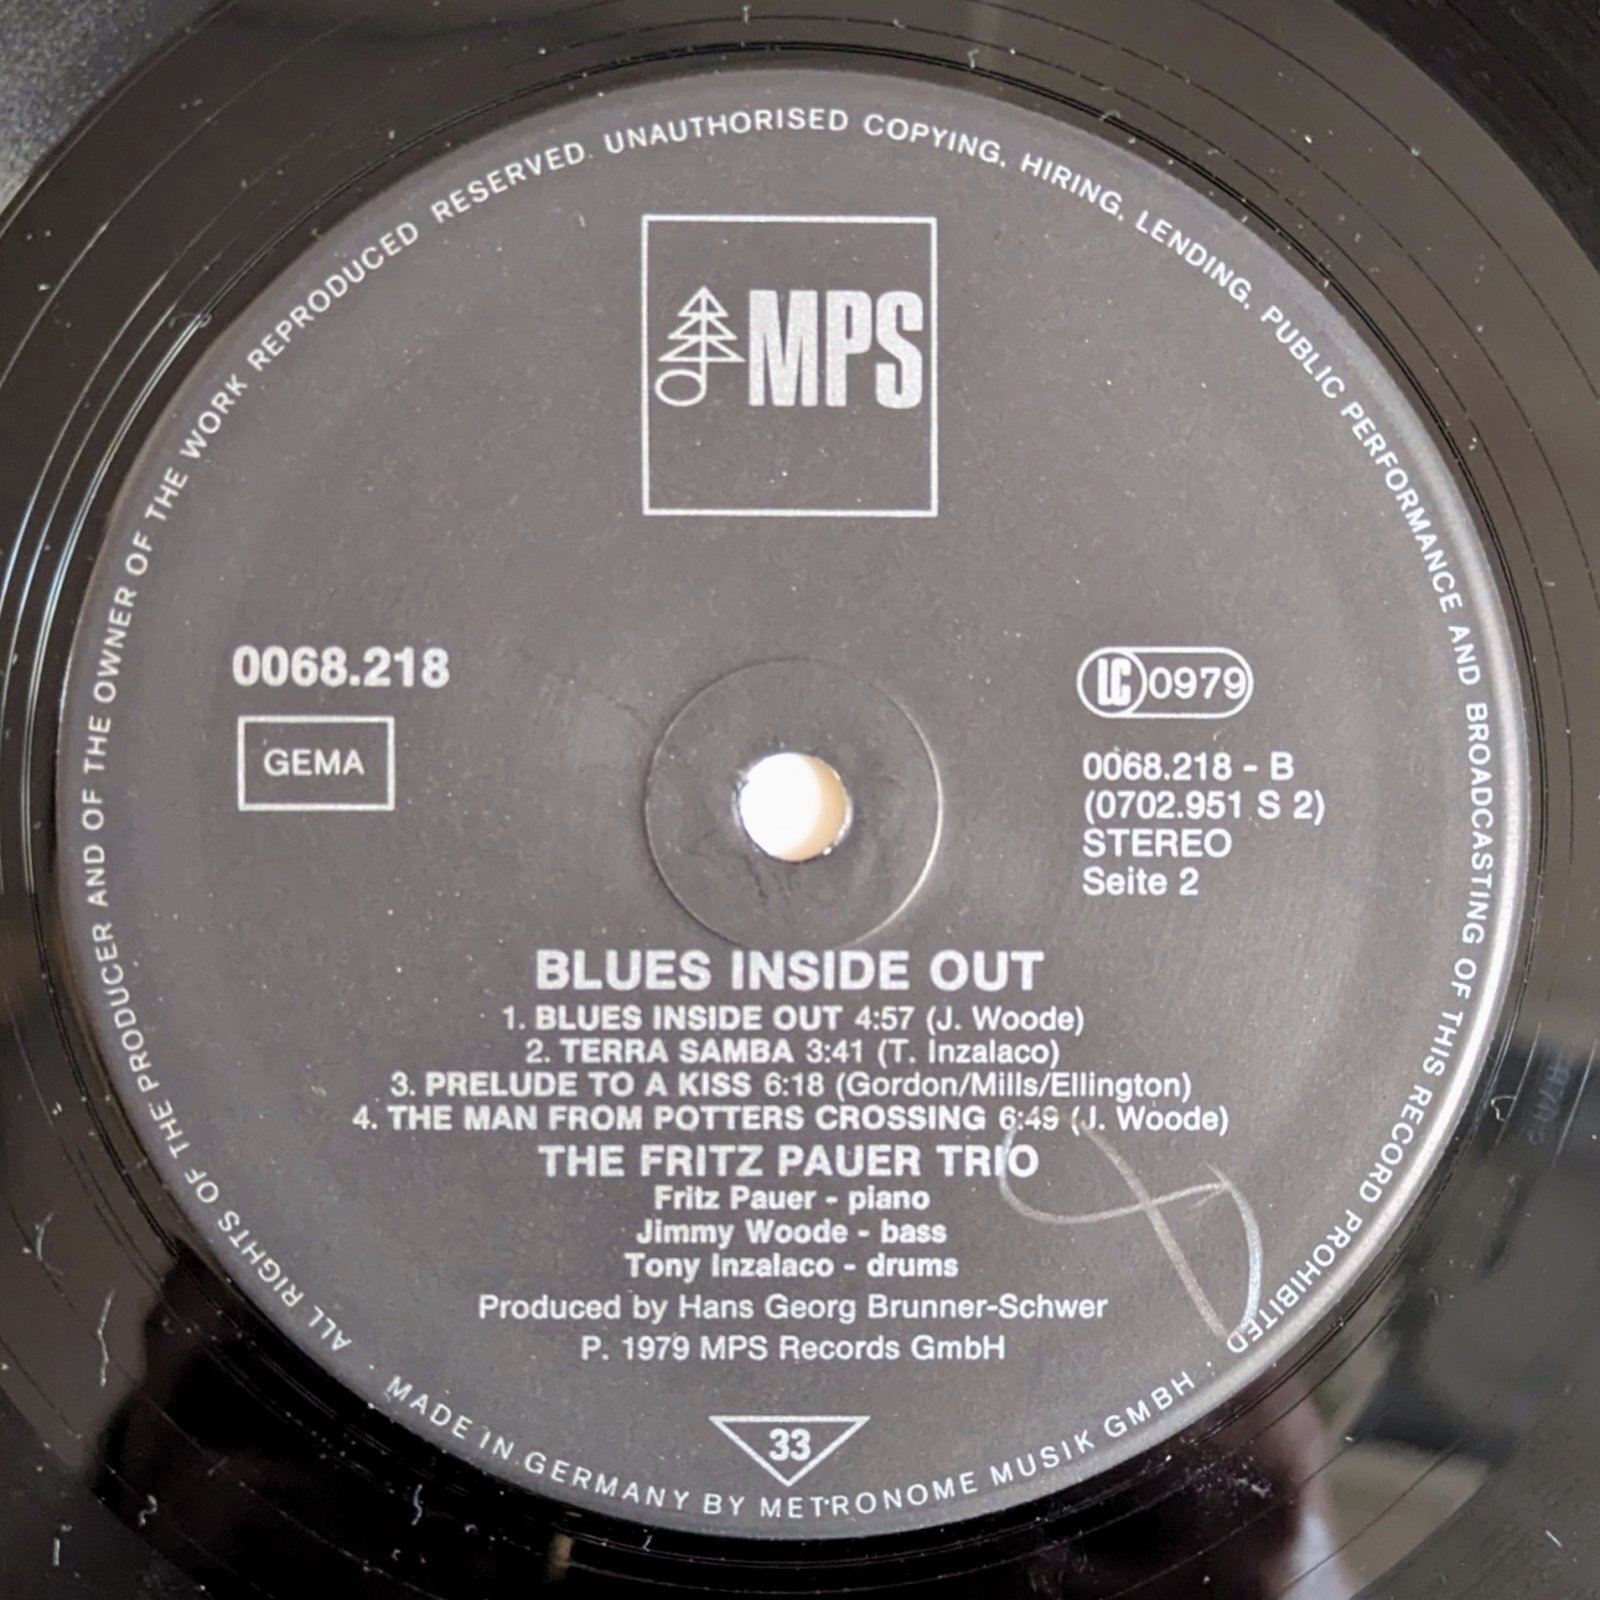 ALL RIGHTS OF THE PRODUCER AND OF THE OWNER OF THE WORK REPRODUCED RESERVED. UNAUTHORISED COPYING, HIRING, LENDING, PUBLIC PERFORMANCE AND BROADCASTING OF THIS RECORD PROHIBITED
MPS
0068.218
GEMA
LC 0979
0068.218 - B
(0702.951 S 2)
STEREO
Seite 2
BLUES INSIDE OUT
1. BLUES INSIDE OUT 4:57 (J. Woode)
2. TERRA SAMBA 3:41 (T. Inzalaco)
3. PRELUDE TO A KISS 6:18 (Gordon/Mills/Ellington)
4. THE MAN FROM POTTERS CROSSING 6:49 (J. Woode)
THE FRITZ PAUER TRIO
Fritz Pauer - piano
Jimmy Woode - bass
Tony Inzalaco - drums
Produced by Hans Georg Brunner-Schwer
P. 1979 MPS Records GmbH
33
MADE IN GERMANY BY METRONOME MUSIK GMBH